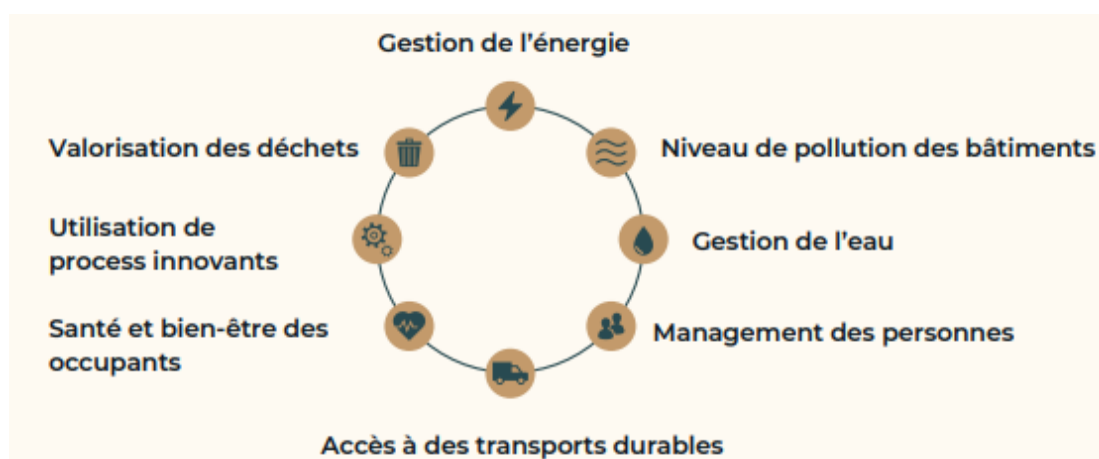 Gestion de l’énergie
Valorisation des déchets
Niveau de pollution des bâtiments
Utilisation de
process innovants
Gestion de l’eau
Santé et bien-être des
occupants
Management des personnes
Accès à des transports durables